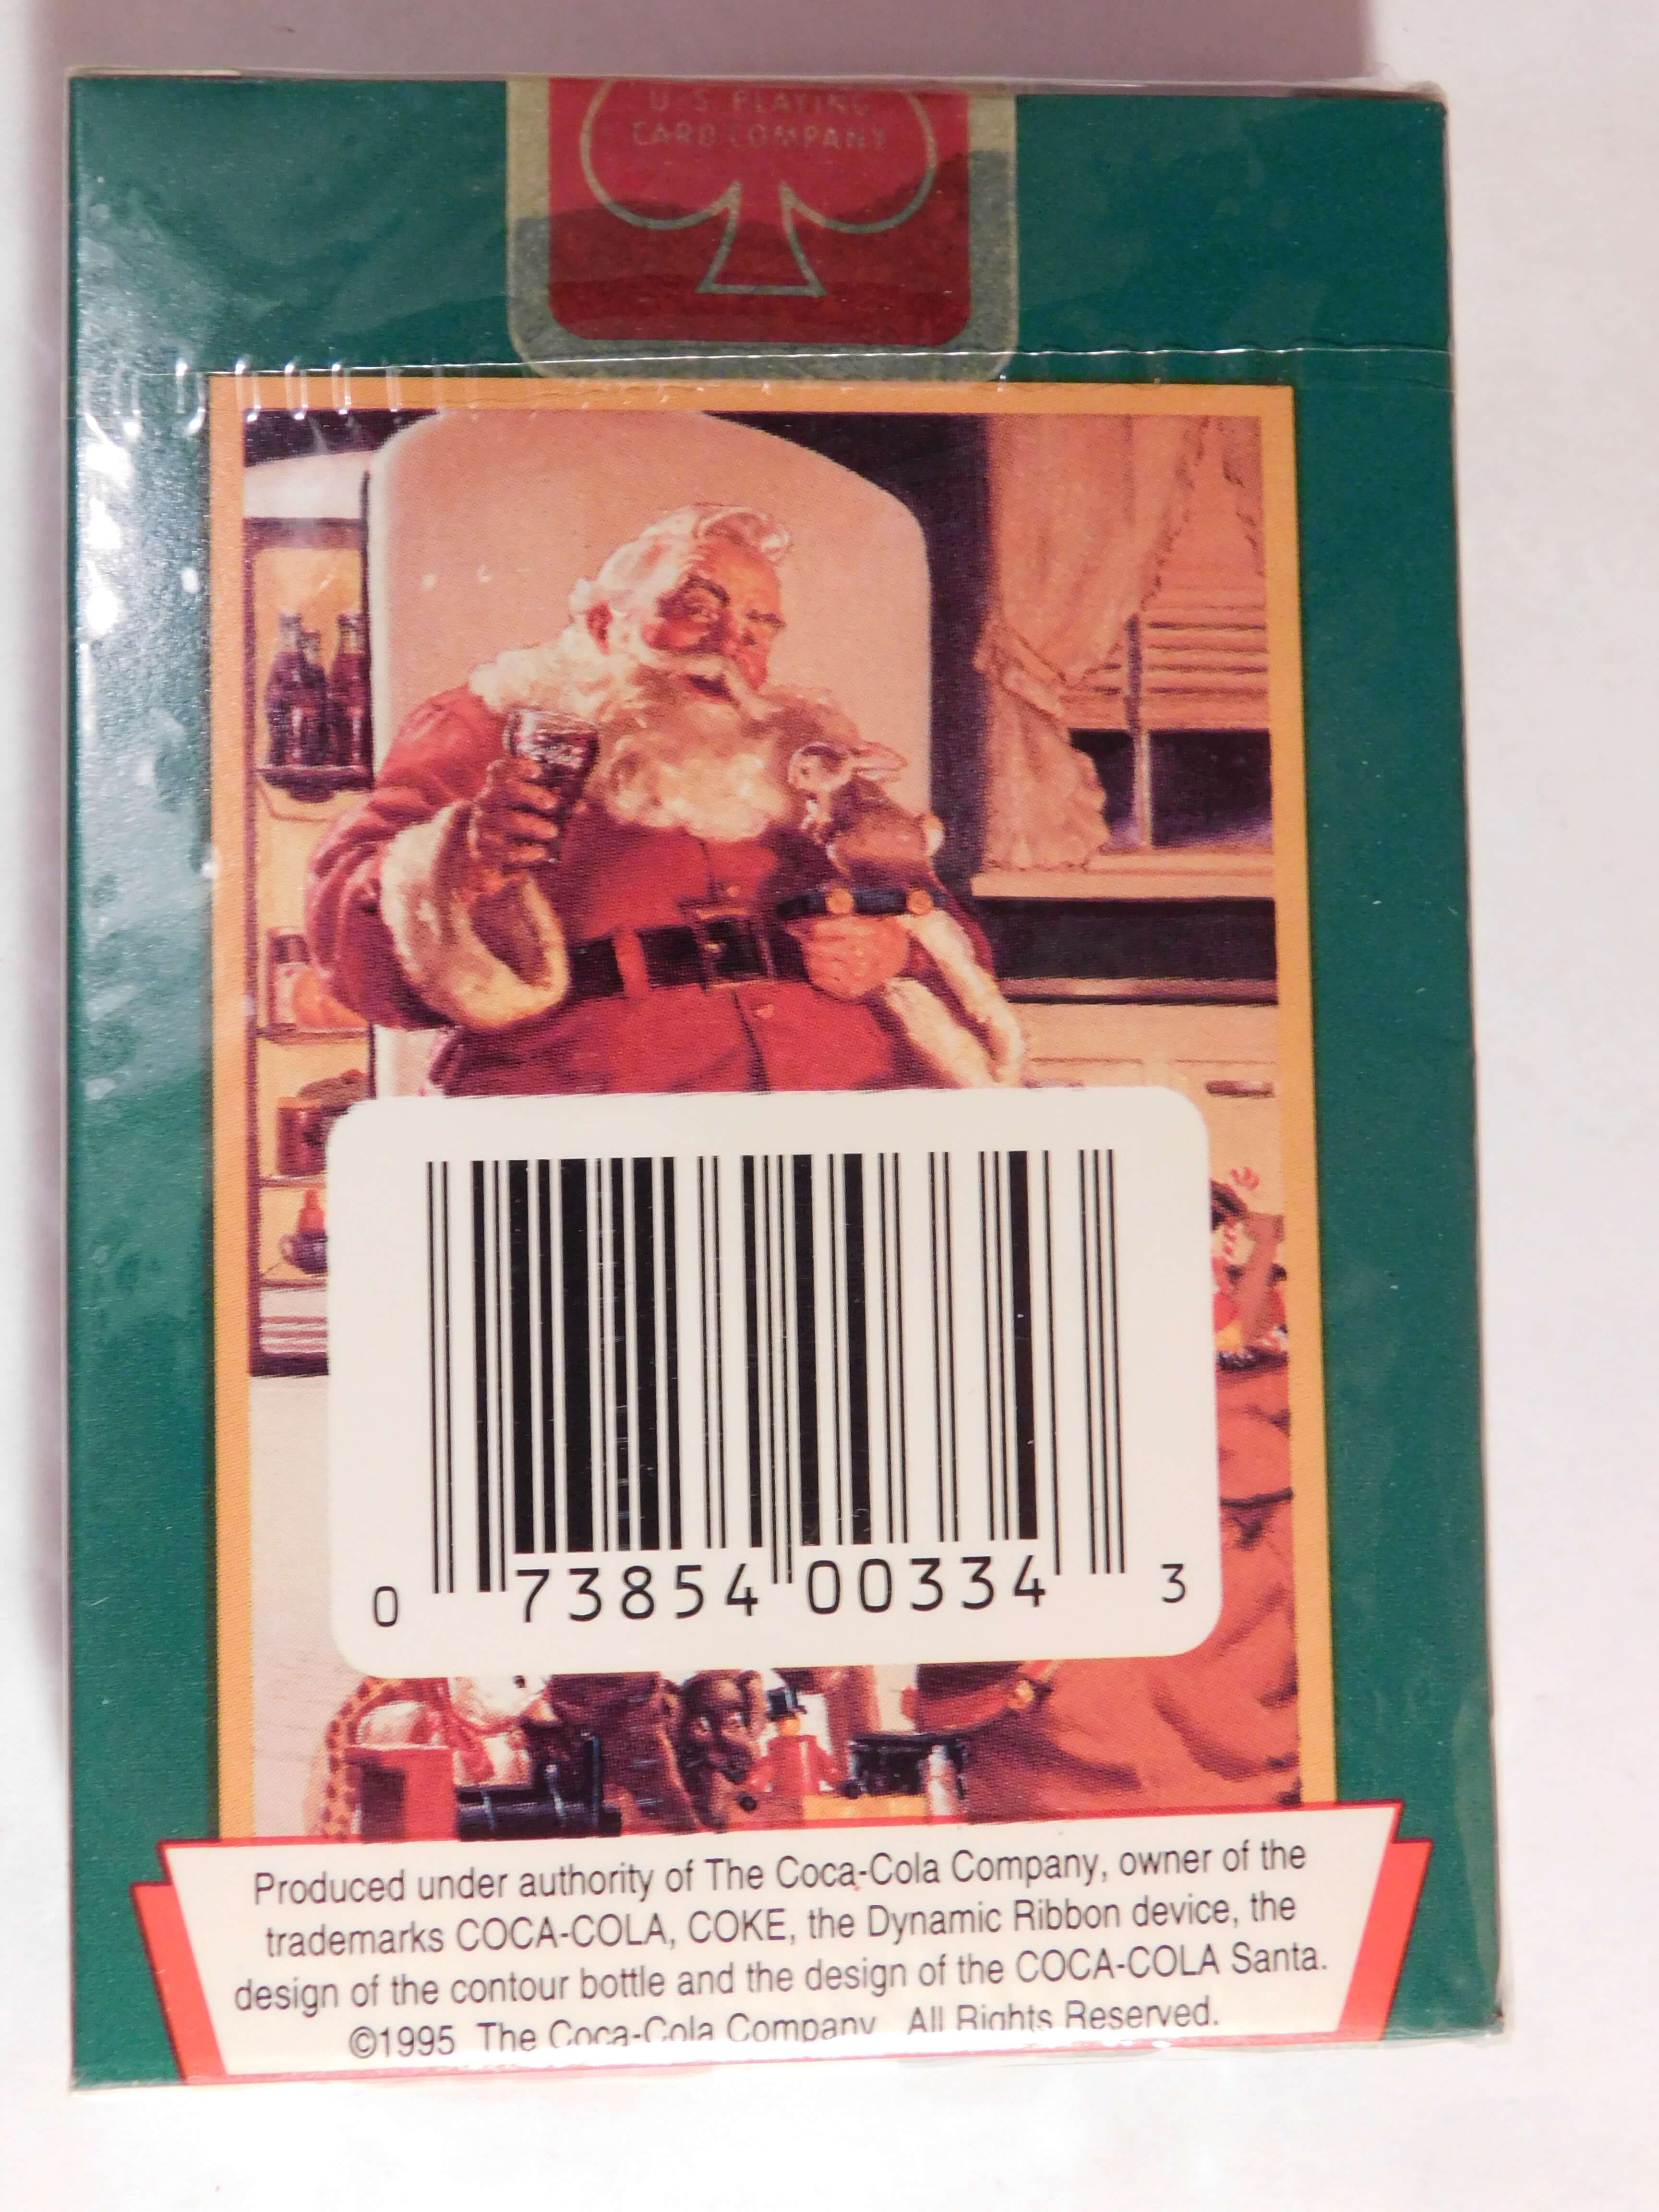 U.S. PLAYING
CARD COMPANY
0 73854 00334 3
Produced under authority of The Coca-Cola Company, owner of the
trademarks COCA-COLA, COKE, the Dynamic Ribbon device, the
design of the contour bottle and the design of the COCA-COLA Santa.
©1995 The Coca-Cola Company All Rights Reserved.